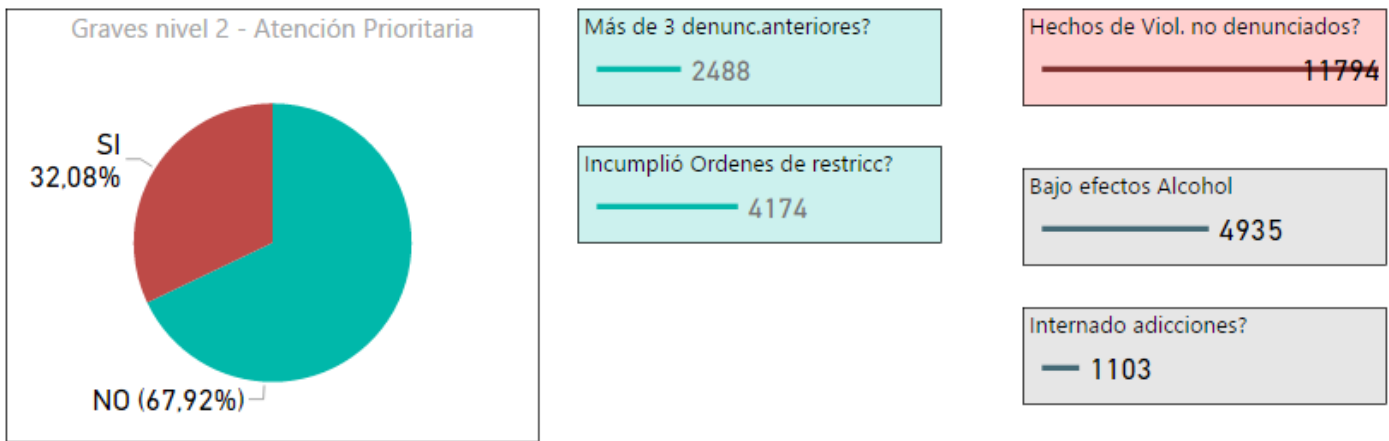 Graves nivel 2 - Atención Prioritaria
SI
32,08%
NO (67,92%)
Más de 3 denunc.anteriores?
2488
Incumplió Ordenes de restricc?
4174
Hechos de Viol. no denunciados?
11794
Bajo efectos Alcohol
4935
Internado adicciones?
1103